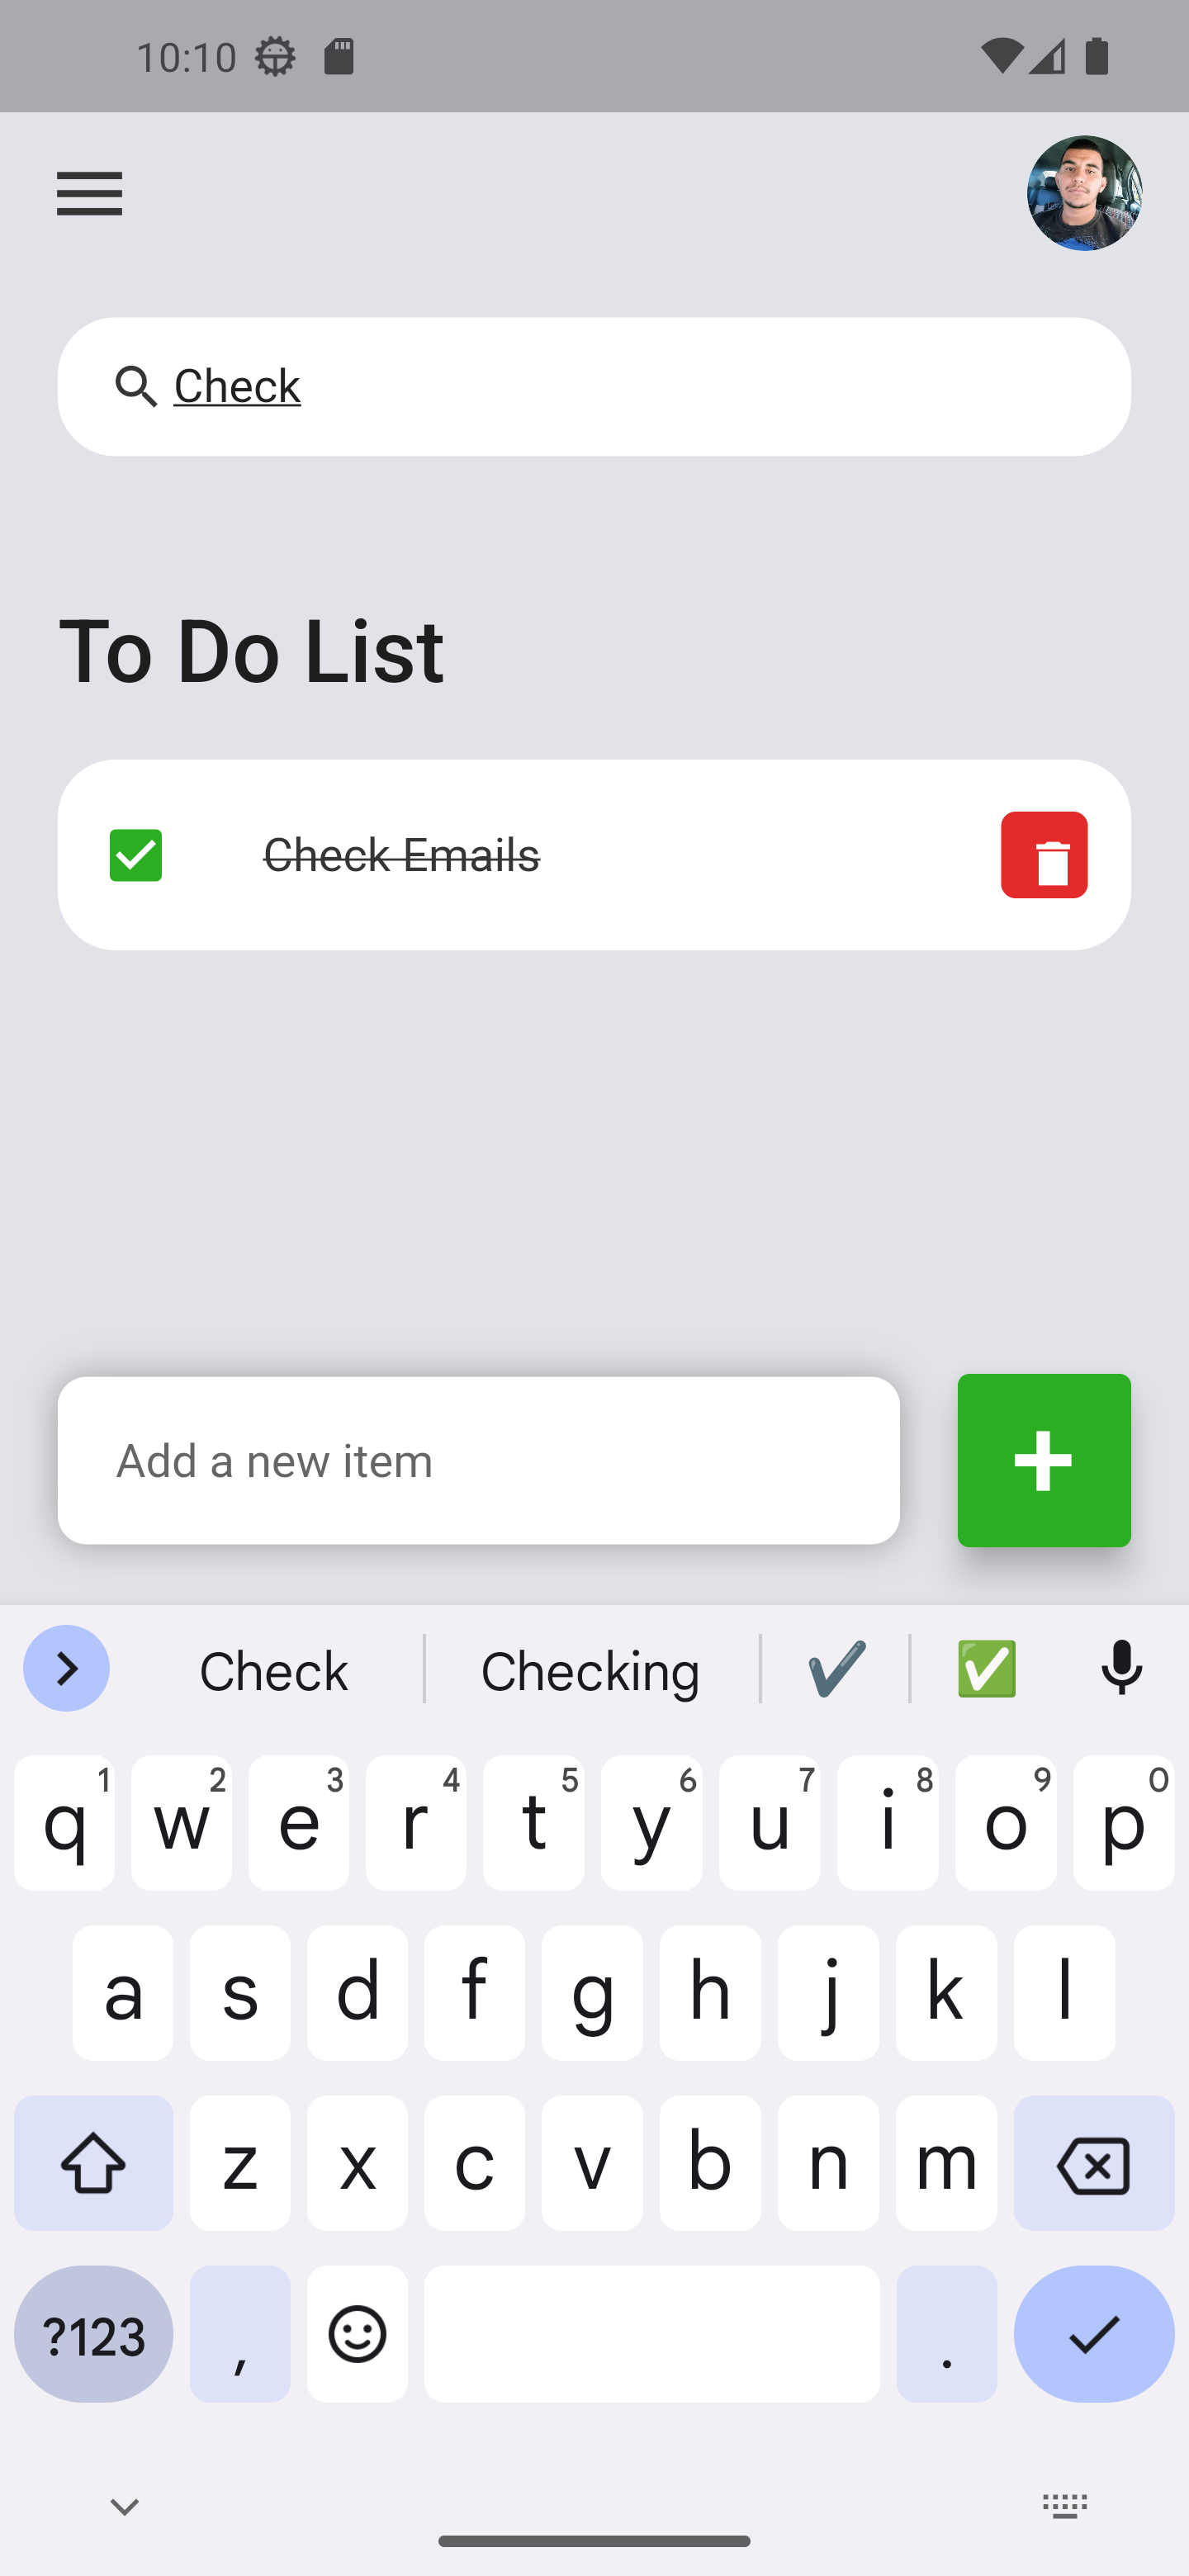 10:10
Check
To Do List
Check Emails
Add a new item
Check Checking
q 1 w 2 e 3 r 4 t 5 y 6 u 7 i 8 o 9 p 0
a s d f g h j k l
z x c v b n m
?123 , .